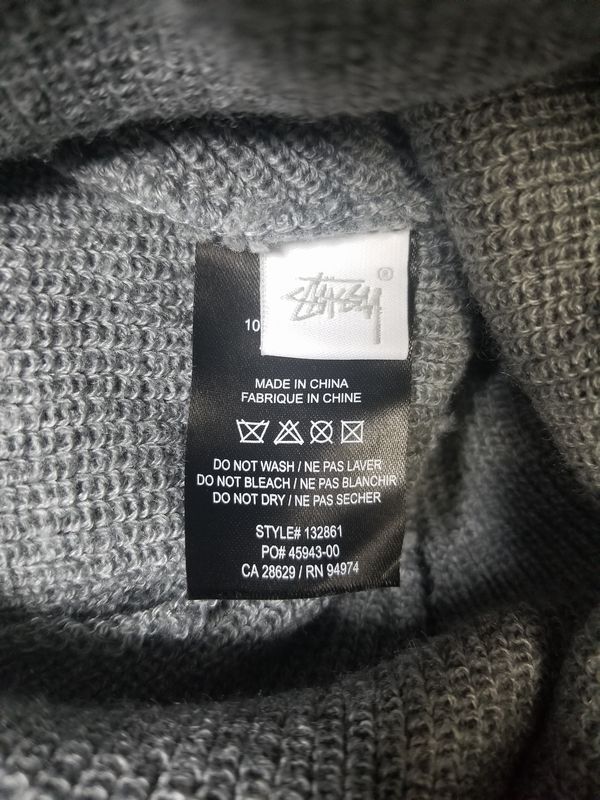 Stüssy ®
10
MADE IN CHINA
FABRIQUE IN CHINE
DO NOT WASH / NE PAS LAVER
DO NOT BLEACH / NE PAS BLANCHIR
DO NOT DRY / NE PAS SECHER
STYLE# 132861
PO# 45943-00
CA 28629 / RN 94974